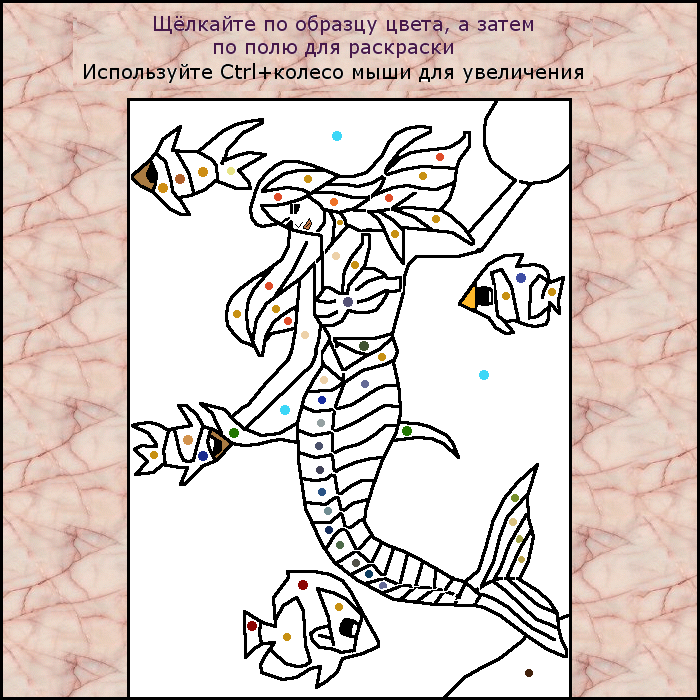 Щёлкайте по образцу цвета, а затем
по полю для раскраски
Используйте Ctrl+колесо мыши для увеличения